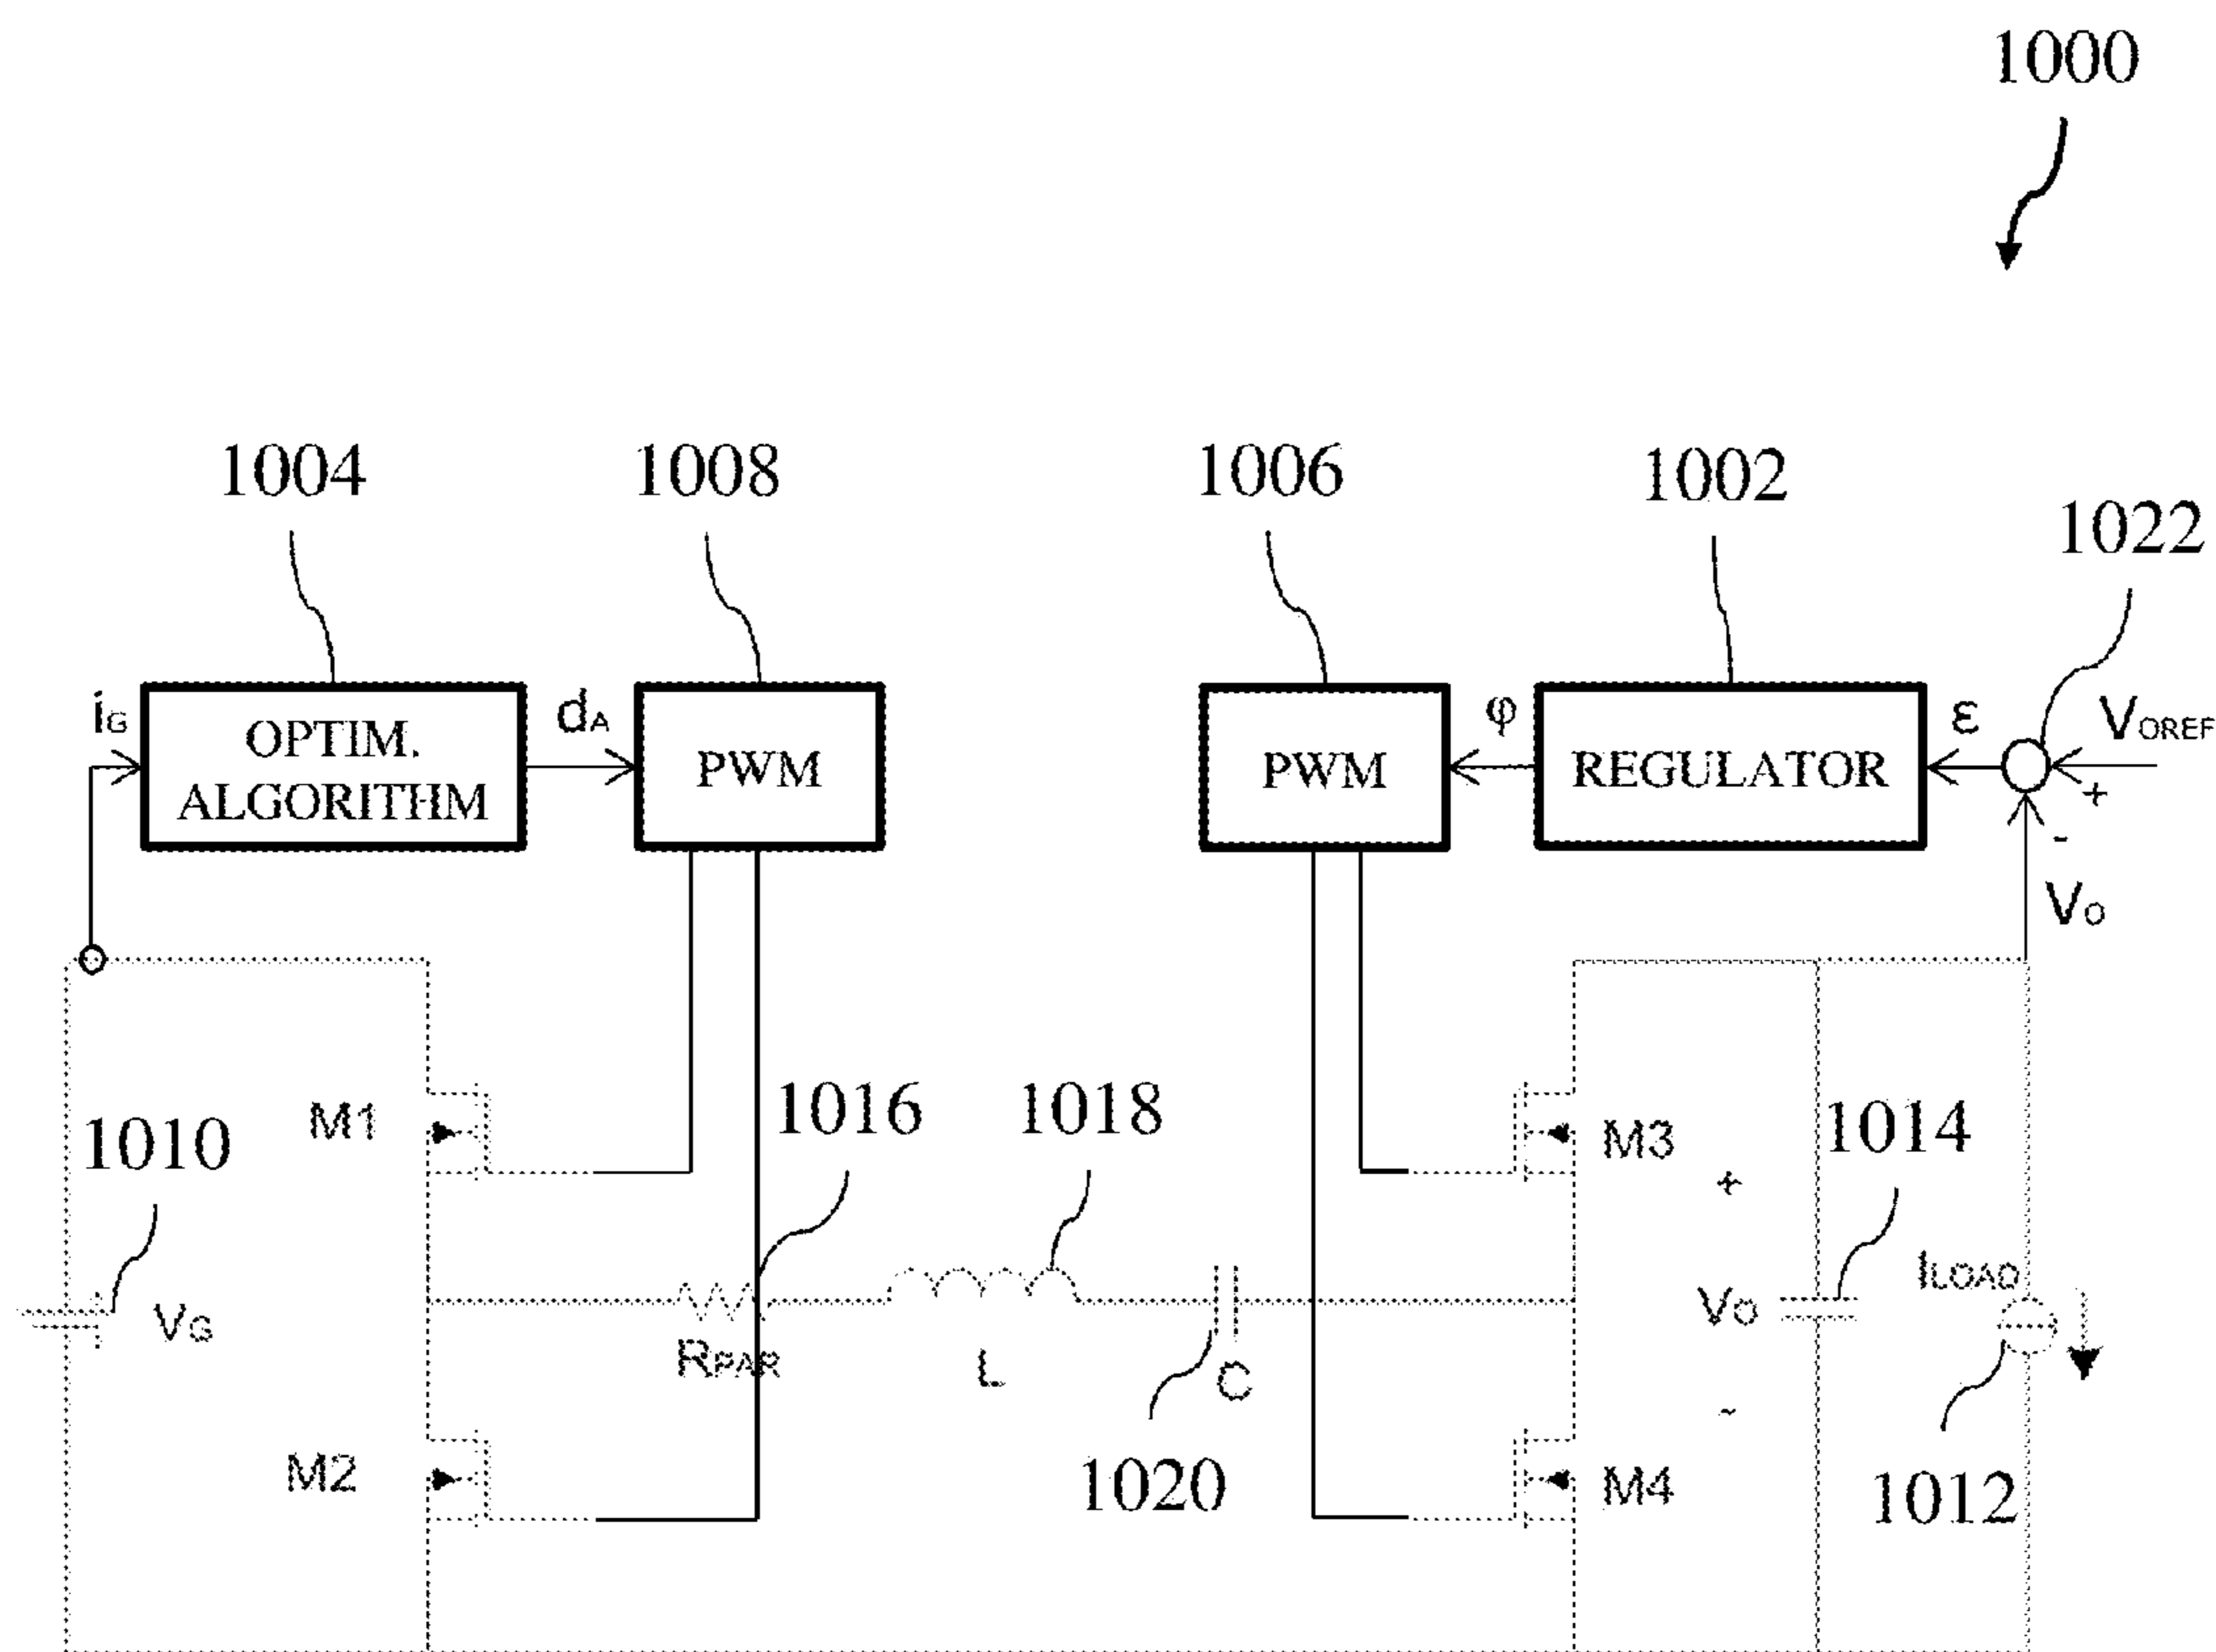 1000
1004
1008
1006
1002
1022
iG
OPTIM.
ALGORITHM
dA
PWM
PWM
φ
REGULATOR
ε
VOREF
+
-
VO
M1
1010
VG
1016
1018
M3
1014
+
ILOAD
VO
RPAR
L
C
-
M2
1020
M4
1012